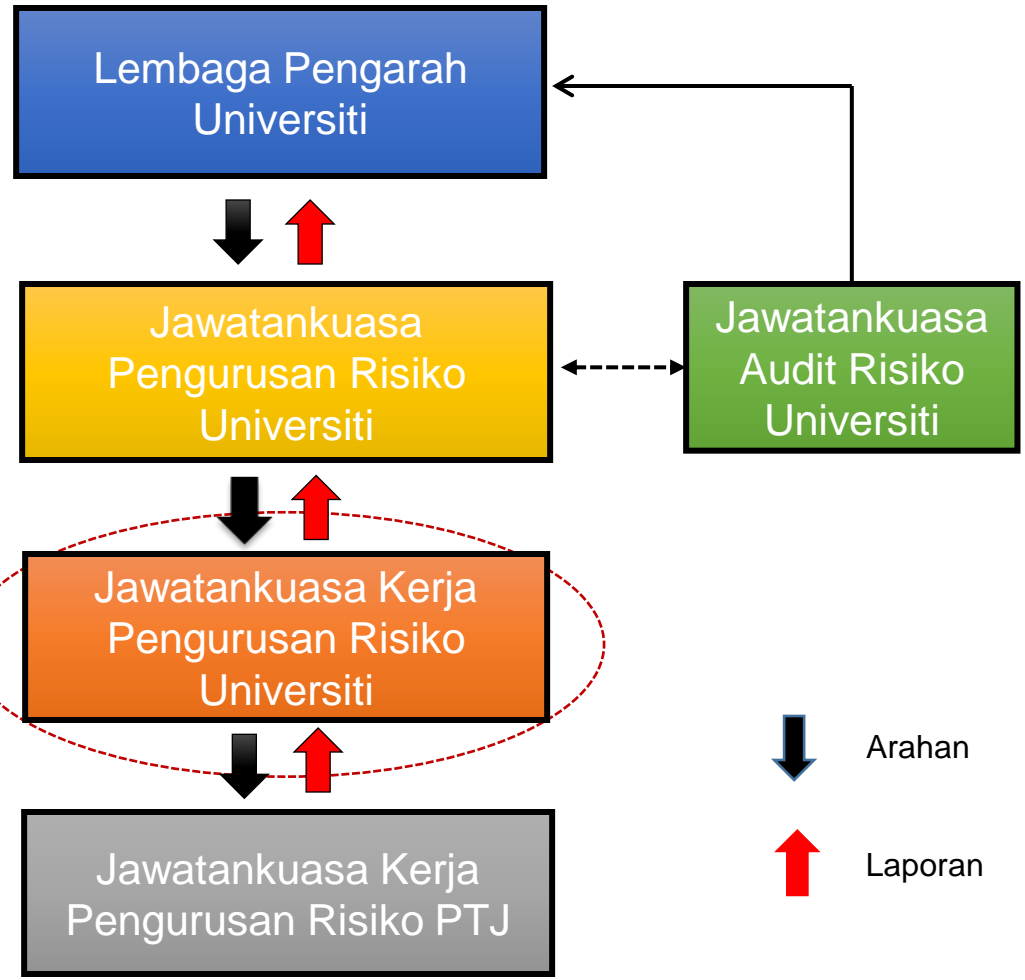 Lembaga Pengarah
Universiti
Jawatankuasa
Pengurusan Risiko
Universiti
Jawatankuasa
Audit Risiko
Universiti
Jawatankuasa Kerja
Pengurusan Risiko
Universiti
Arahan
Laporan
Jawatankuasa Kerja
Pengurusan Risiko PTJ